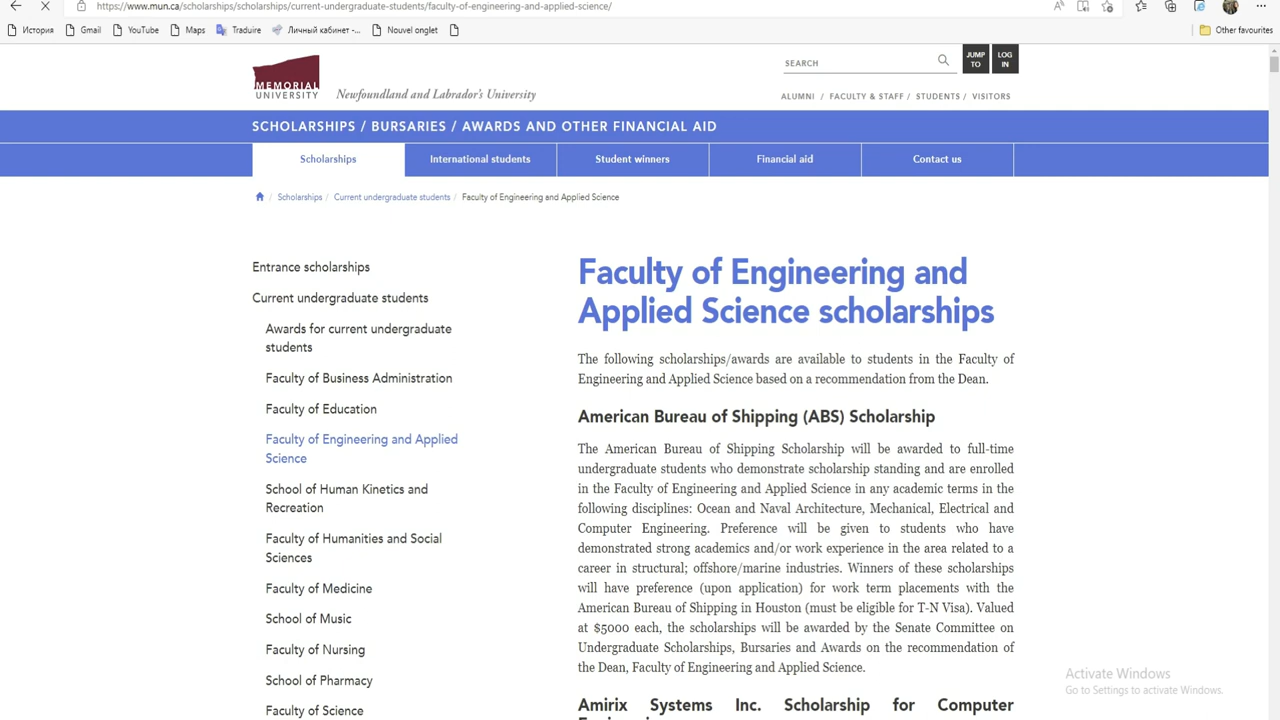 https://www.mun.ca/scholarships/scholarships/current-undergraduate-students/faculty-of-engineering-and-applied-science/
История Gmail YouTube Maps Traduire Личный кабинет -... Nouvel onglet Other favourites
SEARCH
JUMP TO
LOG IN
MEMORIAL
UNIVERSITY
Newfoundland and Labrador's University
ALUMNI / FACULTY & STAFF / STUDENTS / VISITORS
SCHOLARSHIPS / BURSARIES / AWARDS AND OTHER FINANCIAL AID
Scholarships International students Student winners Financial aid Contact us
/ Scholarships / Current undergraduate students / Faculty of Engineering and Applied Science
Entrance scholarships
Current undergraduate students
Awards for current undergraduate
students
Faculty of Business Administration
Faculty of Education
Faculty of Engineering and Applied
Science
School of Human Kinetics and
Recreation
Faculty of Humanities and Social
Sciences
Faculty of Medicine
School of Music
Faculty of Nursing
School of Pharmacy
Faculty of Science
Faculty of Engineering and
Applied Science scholarships
The following scholarships/awards are available to students in the Faculty of
Engineering and Applied Science based on a recommendation from the Dean.
American Bureau of Shipping (ABS) Scholarship
The American Bureau of Shipping Scholarship will be awarded to full-time
undergraduate students who demonstrate scholarship standing and are enrolled
in the Faculty of Engineering and Applied Science in any academic terms in the
following disciplines: Ocean and Naval Architecture, Mechanical, Electrical and
Computer Engineering. Preference will be given to students who have
demonstrated strong academics and/or work experience in the area related to a
career in structural; offshore/marine industries. Winners of these scholarships
will have preference (upon application) for work term placements with the
American Bureau of Shipping in Houston (must be eligible for T-N Visa). Valued
at $5000 each, the scholarships will be awarded by the Senate Committee on
Undergraduate Scholarships, Bursaries and Awards on the recommendation of
the Dean, Faculty of Engineering and Applied Science.
Amirix Systems Inc. Scholarship for Computer
Activate Windows
Go to Settings to activate Windows.